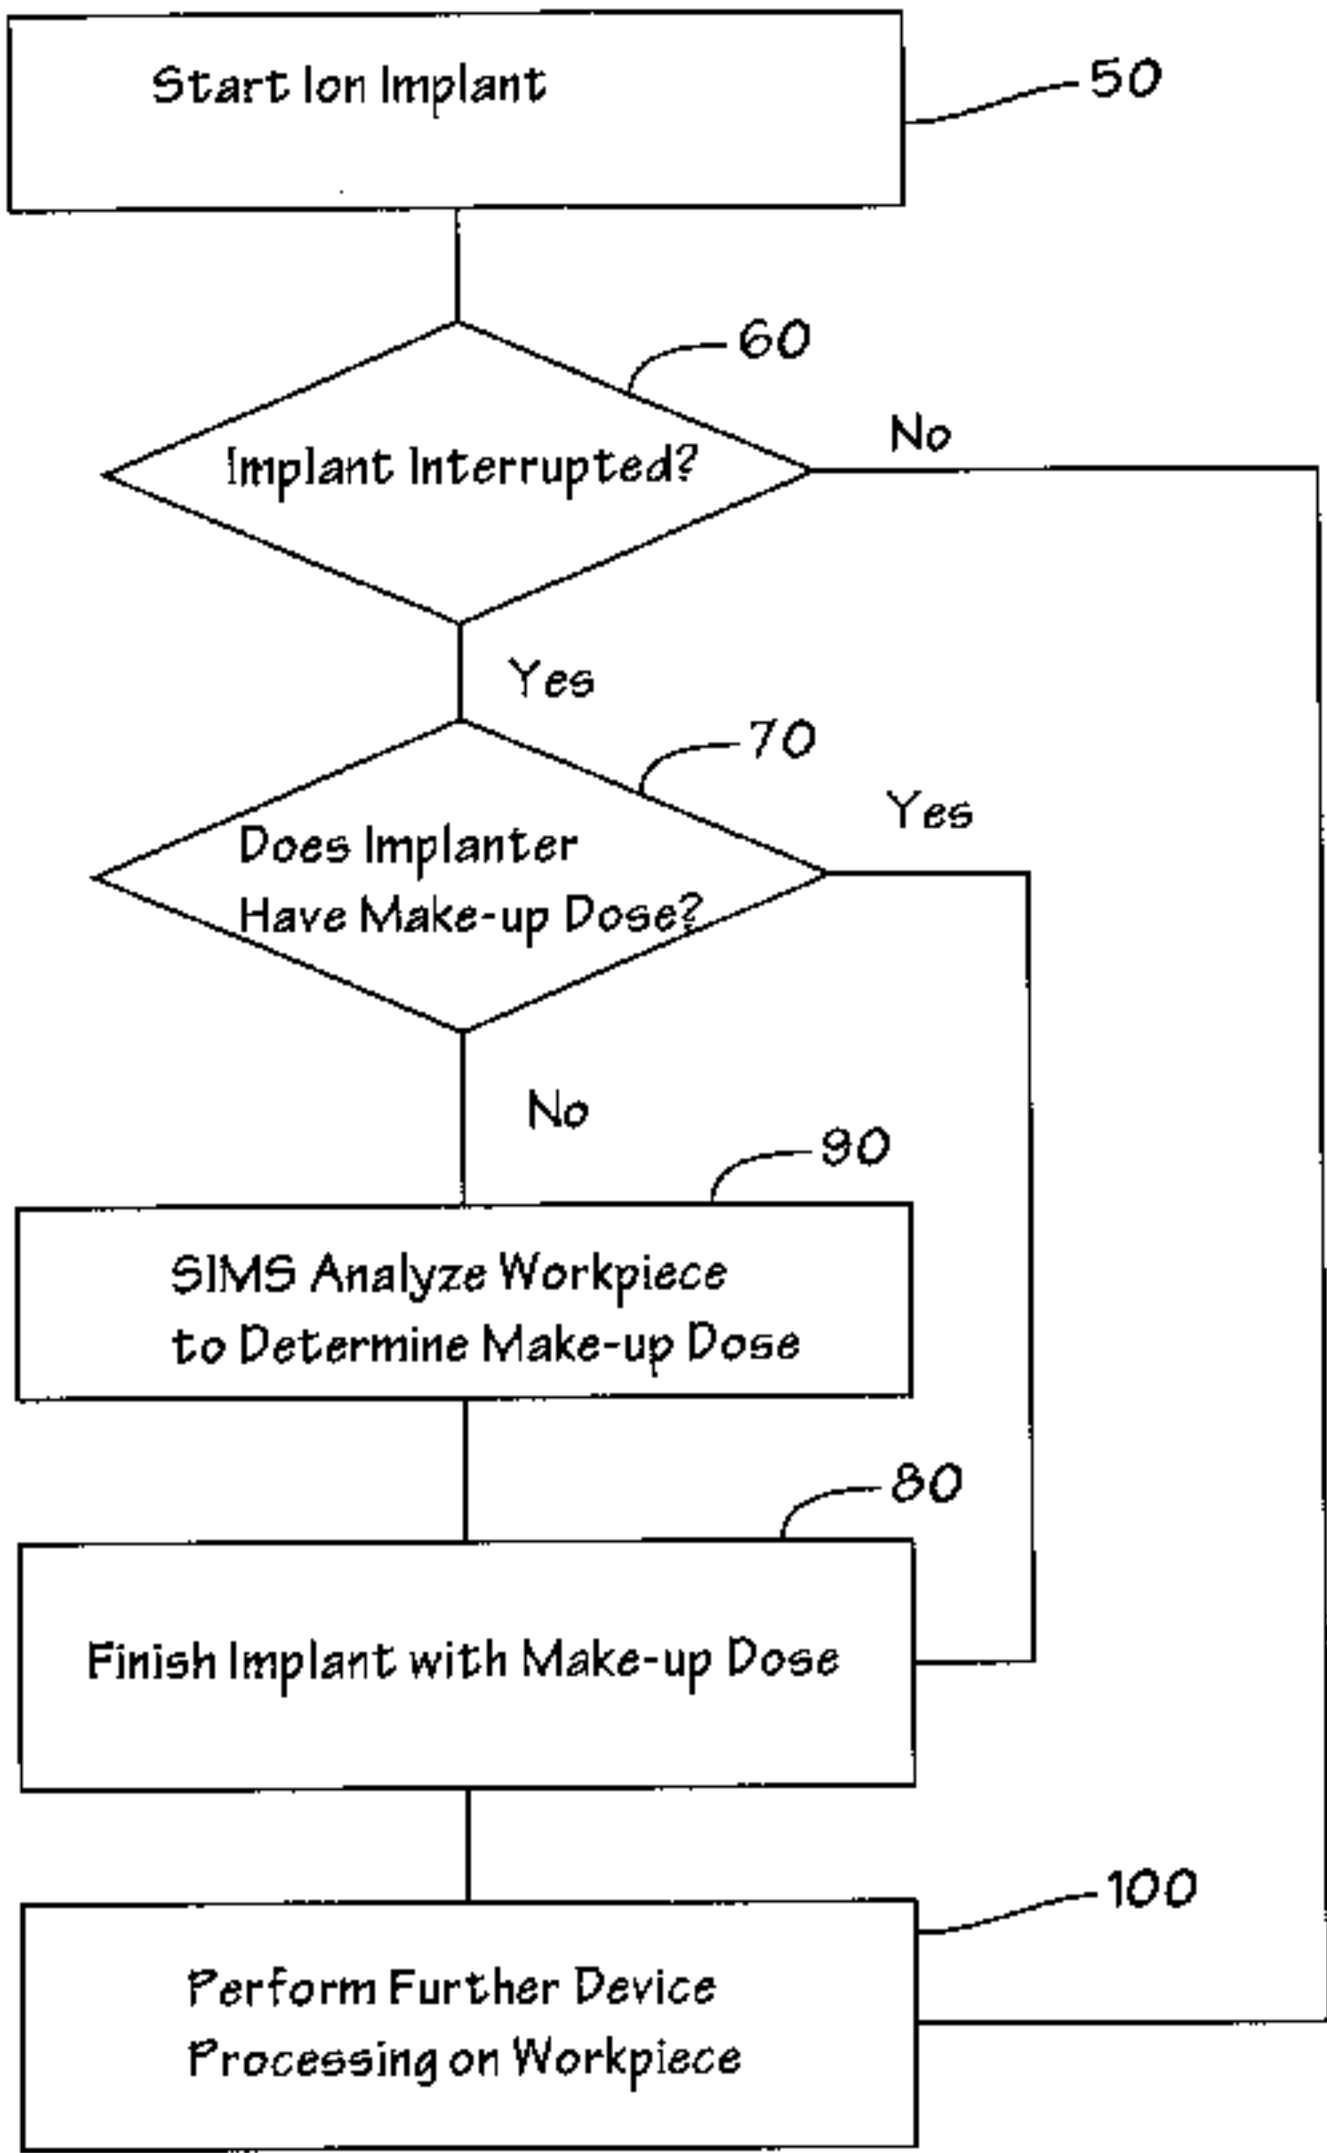 Start Ion Implant
50
60
Implant Interrupted?
No
Yes
70
Does Implanter
Have Make-up Dose?
Yes
No
90
SIMS Analyze Workpiece
to Determine Make-up Dose
80
Finish Implant with Make-up Dose
100
Perform Further Device
Processing on Workpiece